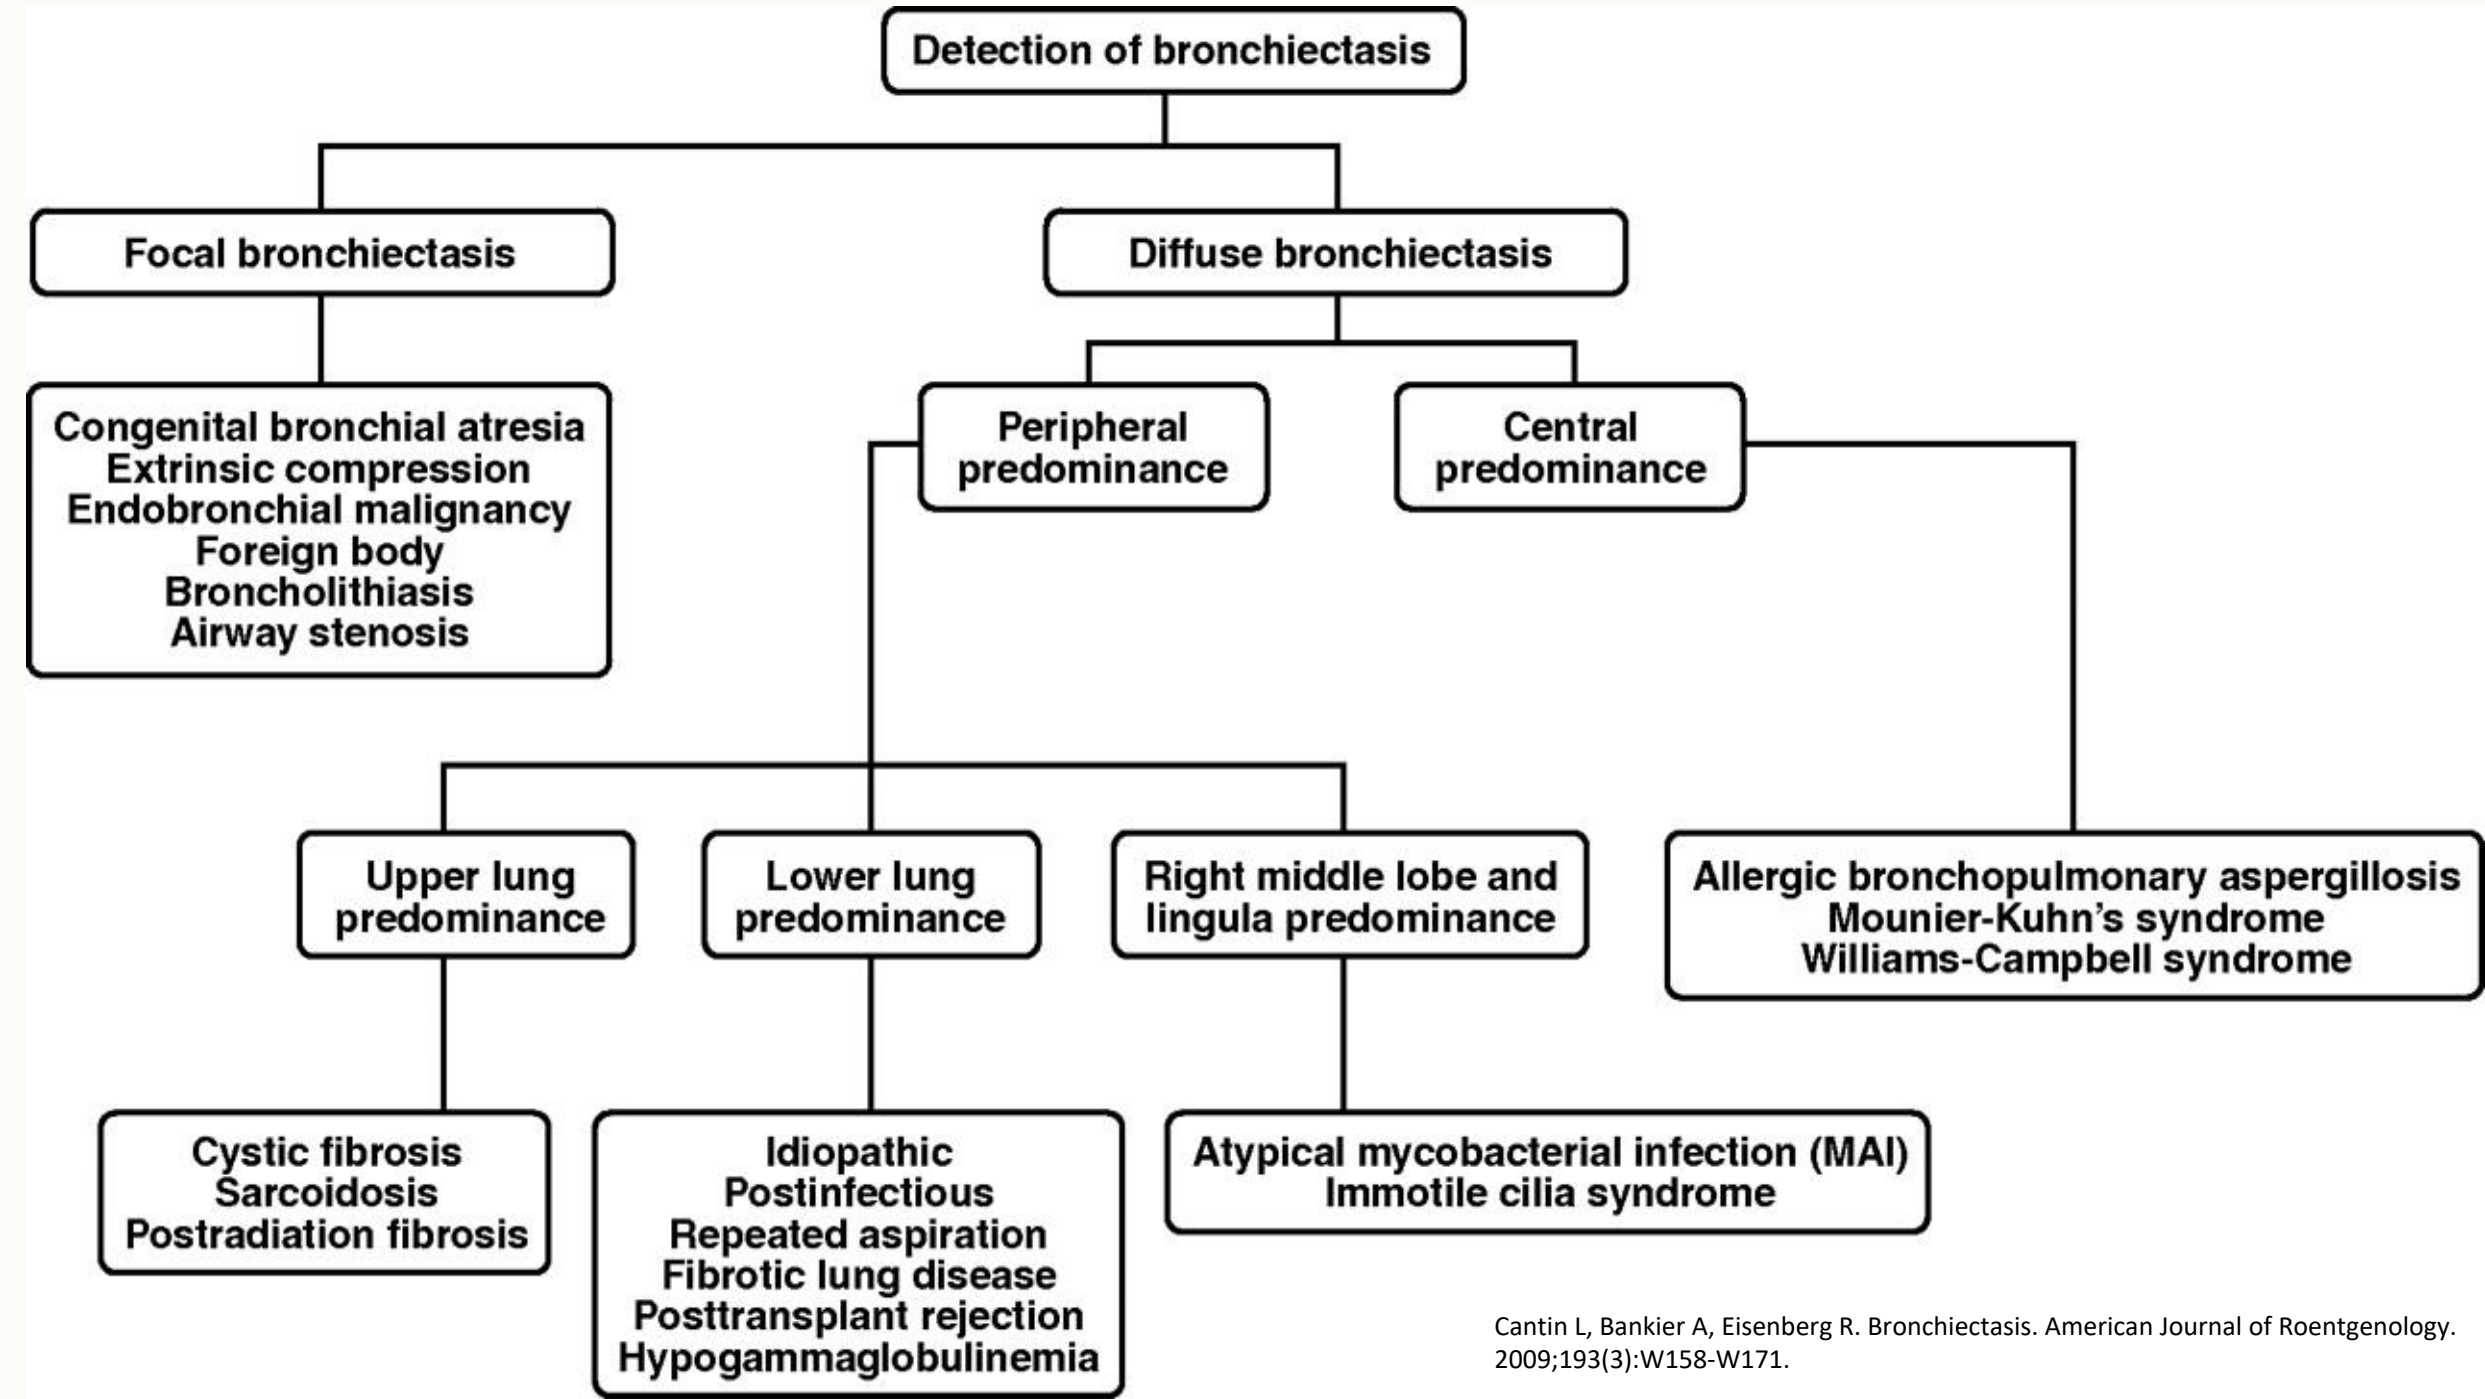 Detection of bronchiectasis
Focal bronchiectasis
Diffuse bronchiectasis
Congenital bronchial atresia
Extrinsic compression
Endobronchial malignancy
Foreign body
Broncholithiasis
Airway stenosis
Peripheral
predominance
Central
predominance
Upper lung
predominance
Lower lung
predominance
Right middle lobe and
lingula predominance
Allergic bronchopulmonary aspergillosis
Mounier-Kuhn’s syndrome
Williams-Campbell syndrome
Cystic fibrosis
Sarcoidosis
Postradiation fibrosis
Idiopathic
Postinfectious
Repeated aspiration
Fibrotic lung disease
Posttransplant rejection
Hypogammaglobulinemia
Atypical mycobacterial infection (MAI)
Immotile cilia syndrome
Cantin L, Bankier A, Eisenberg R. Bronchiectasis. American Journal of Roentgenology.
2009;193(3):W158-W171.